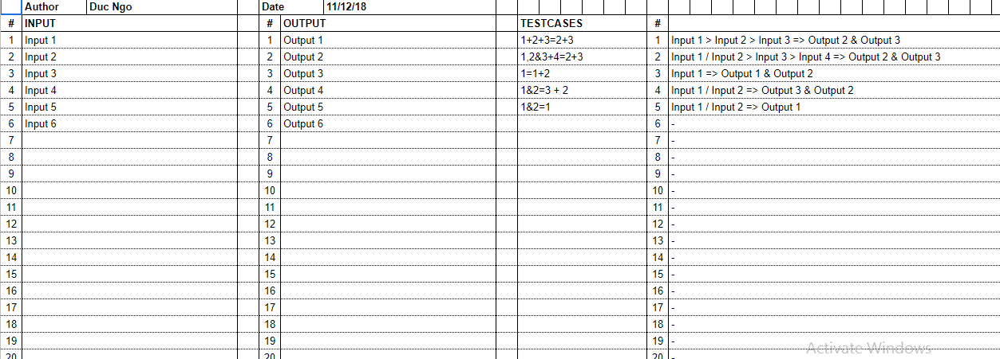 Author Duc Ngo Date 11/12/18
# INPUT # OUTPUT TESTCASES #
1 Input 1 1 Output 1 1+2+3=2+3 1 Input 1 > Input 2 > Input 3 => Output 2 & Output 3
2 Input 2 2 Output 2 1,2&3+4=2+3 2 Input 1 / Input 2 > Input 3 > Input 4 => Output 2 & Output 3
3 Input 3 3 Output 3 1=1+2 3 Input 1 => Output 1 & Output 2
4 Input 4 4 Output 4 1&2=3 + 2 4 Input 1 / Input 2 => Output 3 & Output 2
5 Input 5 5 Output 5 1&2=1 5 Input 1 / Input 2 => Output 1
6 Input 6 6 Output 6 6 -
7 7 7 -
8 8 8 -
9 9 9 -
10 10 10 -
11 11 11 -
12 12 12 -
13 13 13 -
14 14 14 -
15 15 15 -
16 16 16 -
17 17 17 -
18 18 18 -
19 19 19 -
20 20 20 -
Activate Windows